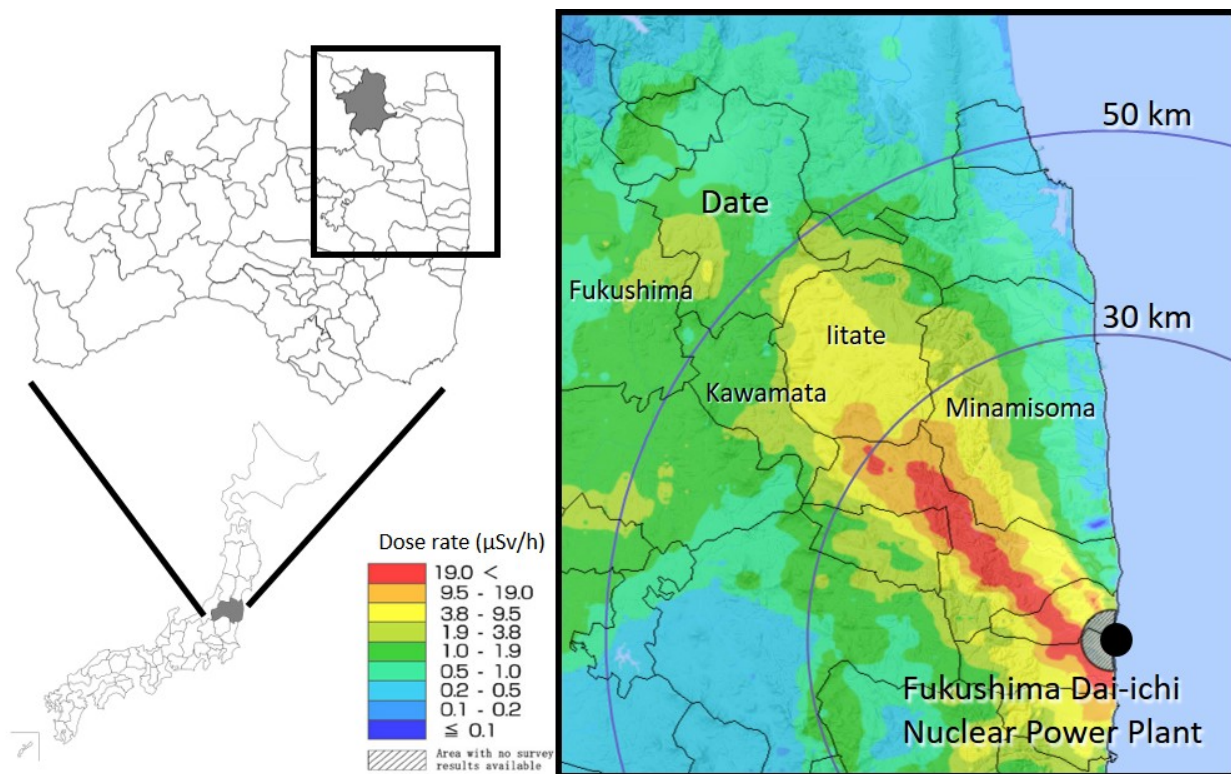 Dose rate (μSv/h)
19.0 <
9.5 - 19.0
3.8 - 9.5
1.9 - 3.8
1.0 - 1.9
0.5 - 1.0
0.2 - 0.5
0.1 - 0.2
≦ 0.1
Area with no survey
results available
50 km
Date
Fukushima
30 km
Iitate
Kawamata
Minamisoma
Fukushima Dai-ichi
Nuclear Power Plant